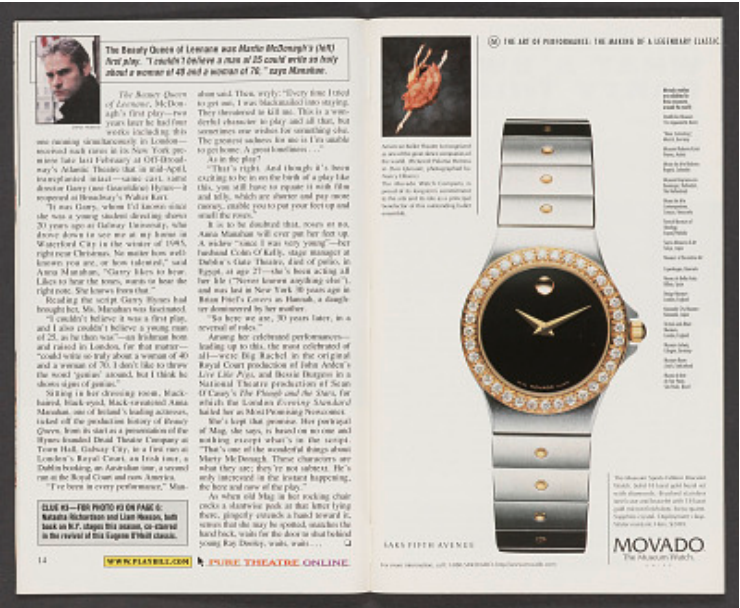 The Beauty Queen of Leenane was Martin McDonagh's (left)
first play. "I couldn't believe a man of 25 could write so truly
about a woman of 40 and a woman of 70," says Manahan.
The Beauty Queen
of Leenane, McDon-
agh's first play—two
years later he had four
works including this
one running simultaneously in London—
received such raves in its New York pre-
miere late last February at Off-Broad-
way's Atlantic Theatre that in mid-April,
transplanted intact—same cast, same
director Garry (nee Geraldine) Hynes—it
reopened at Broadway's Walter Kerr.
"It was Garry, whom I'd known since
she was a young student directing shows
20 years ago at Galway University, who
drove down to see me at my home in
Waterford City in the winter of 1995,
right near Christmas. No matter how well-
known you are, or how talented," said
Anna Manahan, "Garry likes to hear.
Likes to hear the tones, wants to hear the
right note. She knows from that."
Reading the script Garry Hynes had
brought her, Ms. Manahan was fascinated.
"I couldn't believe it was a first play,
and I also couldn't believe a young man
of 25, as he then was"—an Irishman born
and raised in London, for that matter—
"could write so truly about a woman of 40
and a woman of 70. I don't like to throw
the word 'genius' around, but I think he
shows signs of genius."
Sitting in her dressing room, black-
haired, black-eyed, black-sweatered Anna
Manahan, one of Ireland's leading actresses,
ticked off the production history of Beauty
Queen, from its start as a presentation of the
Hynes founded Druid Theatre Company at
Town Hall, Galway City, to a first run at
London's Royal Court, an Irish tour, a
Dublin booking, an Australian tour, a second
run at the Royal Court and now America.
"I've been in every performance," Man-
CLUE #3—FOR PHOTO #3 ON PAGE 6:
Natasha Richardson and Liam Neeson, both
back on N.Y. stages this season, co-starred
in the revival of this Eugene O'Neill classic.
ahan said. Then, wryly: "Every time I tried
to get out, I was blackmailed into staying.
They threatened to kill me. This is a won-
derful character to play and all that, but
sometimes one wishes for something else.
The greatest sadness for me is I'm unable
to get home. A great loneliness . . ."
As in the play?
"That's right. And though it's been
exciting to be in on the birth of a play like
this, you still have to equate it with film
and telly, which are shorter and pay more
money, enable you to put your feet up and
smell the roses."
It is to be doubted that, roses or no,
Anna Manahan will ever put her feet up.
A widow "since I was very young"—her
husband Colm O'Kelly, stage manager at
Dublin's Gate Theatre, died of polio, in
Egypt, at age 27—she's been acting all
her life ("Never known anything else"),
and was last in New York 30 years ago in
Brian Friel's Lovers as Hannah, a daugh-
ter dominated by her mother.
"So here we are, 30 years later, in a
reversal of roles."
Among her celebrated performances—
leading up to this, the most celebrated of
all—were Big Rachel in the original
Royal Court production of John Arden's
Live Like Pigs, and Bessie Burgess in a
National Theatre production of Sean
O'Casey's The Plough and the Stars, for
which the London Evening Standard
hailed her as Most Promising Newcomer.
She's kept that promise. Her portrayal
of Mag, she says, is based on no one and
nothing except what's in the script.
"That's one of the wonderful things about
Marty McDonagh. These characters are
what they are; they're not subtext. He's
only interested in the instant happening,
the here and now of the play."
As when old Mag in her rocking chair
cocks a shantwise peek at that letter lying
there, gingerly extends a hand toward it,
senses that she may be spotted, snatches the
hand back, waits for the door to shut behind
young Ray Dooley, waits, waits . . .
14
WWW.PLAYBILL.COM
PURE THEATRE ONLINE
THE ART OF PERFORMANCE: THE MAKING OF A LEGENDARY CLASSIC
SAKS FIFTH AVENUE
MOVADO
The Museum Watch.